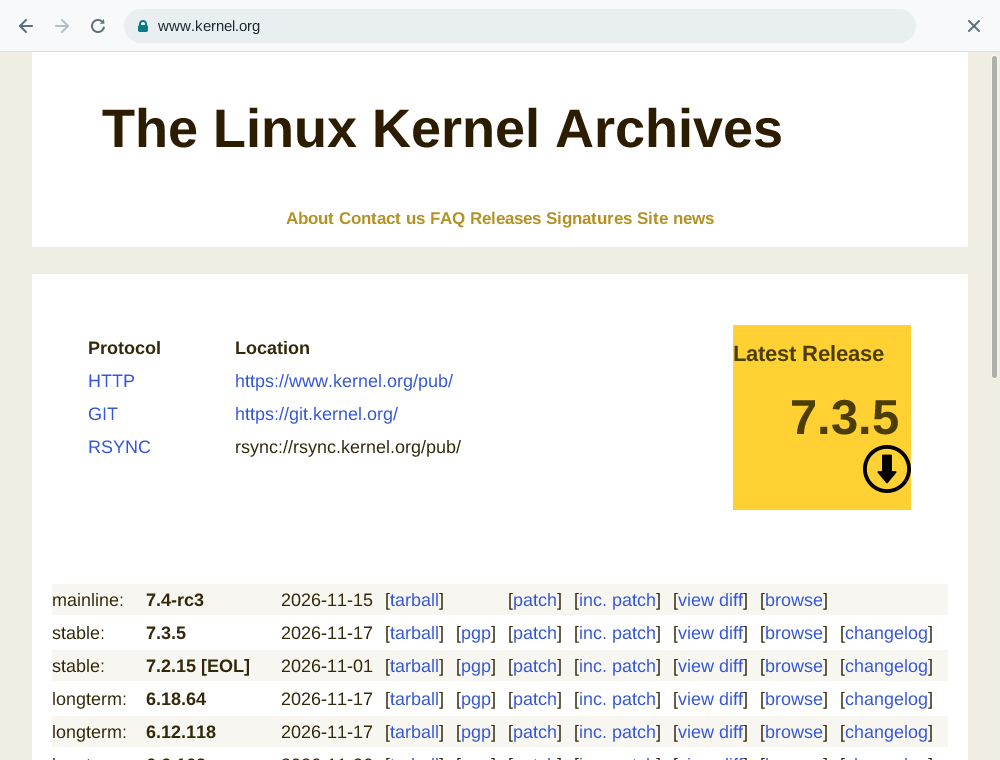 www.kernel.org
The Linux Kernel Archives
About Contact us FAQ Releases Signatures Site news
Protocol Location
HTTP https://www.kernel.org/pub/
GIT https://git.kernel.org/
RSYNC rsync://rsync.kernel.org/pub/
Latest Release
7.3.5
mainline: 7.4-rc3 2026-11-15 [tarball] [patch] [inc. patch] [view diff] [browse]
stable: 7.3.5 2026-11-17 [tarball] [pgp] [patch] [inc. patch] [view diff] [browse] [changelog]
stable: 7.2.15 [EOL] 2026-11-01 [tarball] [pgp] [patch] [inc. patch] [view diff] [browse] [changelog]
longterm: 6.18.64 2026-11-17 [tarball] [pgp] [patch] [inc. patch] [view diff] [browse] [changelog]
longterm: 6.12.118 2026-11-17 [tarball] [pgp] [patch] [inc. patch] [view diff] [browse] [changelog]